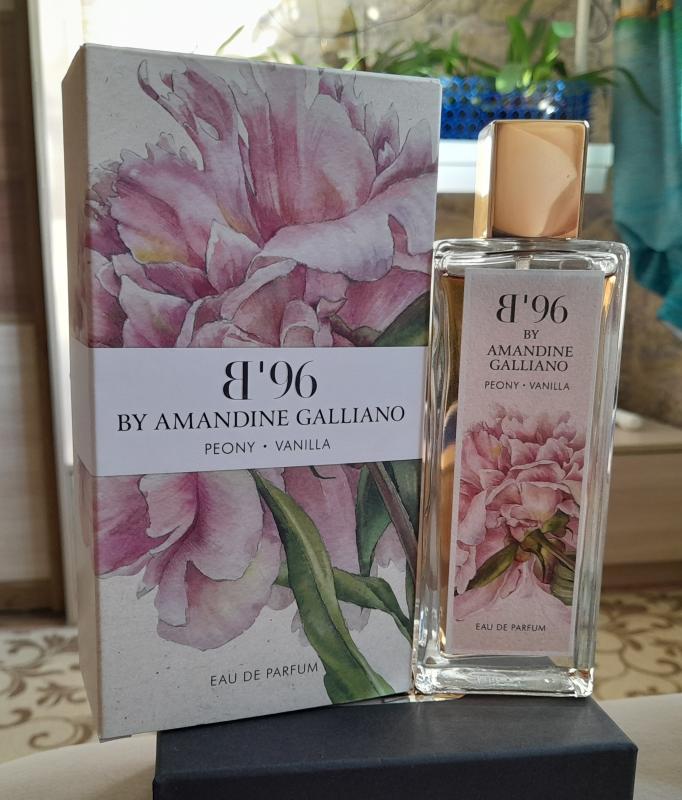 B'96
BY AMANDINE GALLIANO
PEONY • VANILLA
EAU DE PARFUM
B'96
BY
AMANDINE
GALLIANO
PEONY • VANILLA
EAU DE PARFUM